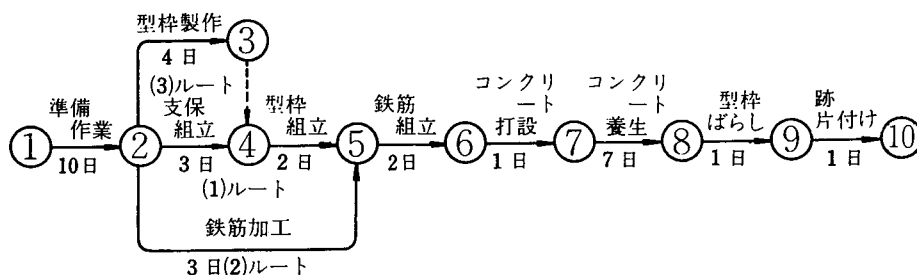 型枠製作
③
4日
(3)ルート
準備
作業
①
10日
②
支保
組立
3日
④
(1)ルート
型枠
組立
2日
⑤
鉄筋
組立
2日
⑥
コンクリ
ート
打設
1日
⑦
コンクリ
ート
養生
7日
⑧
型枠
ばらし
1日
⑨
跡
片付け
1日
⑩
鉄筋加工
3日(2)ルート